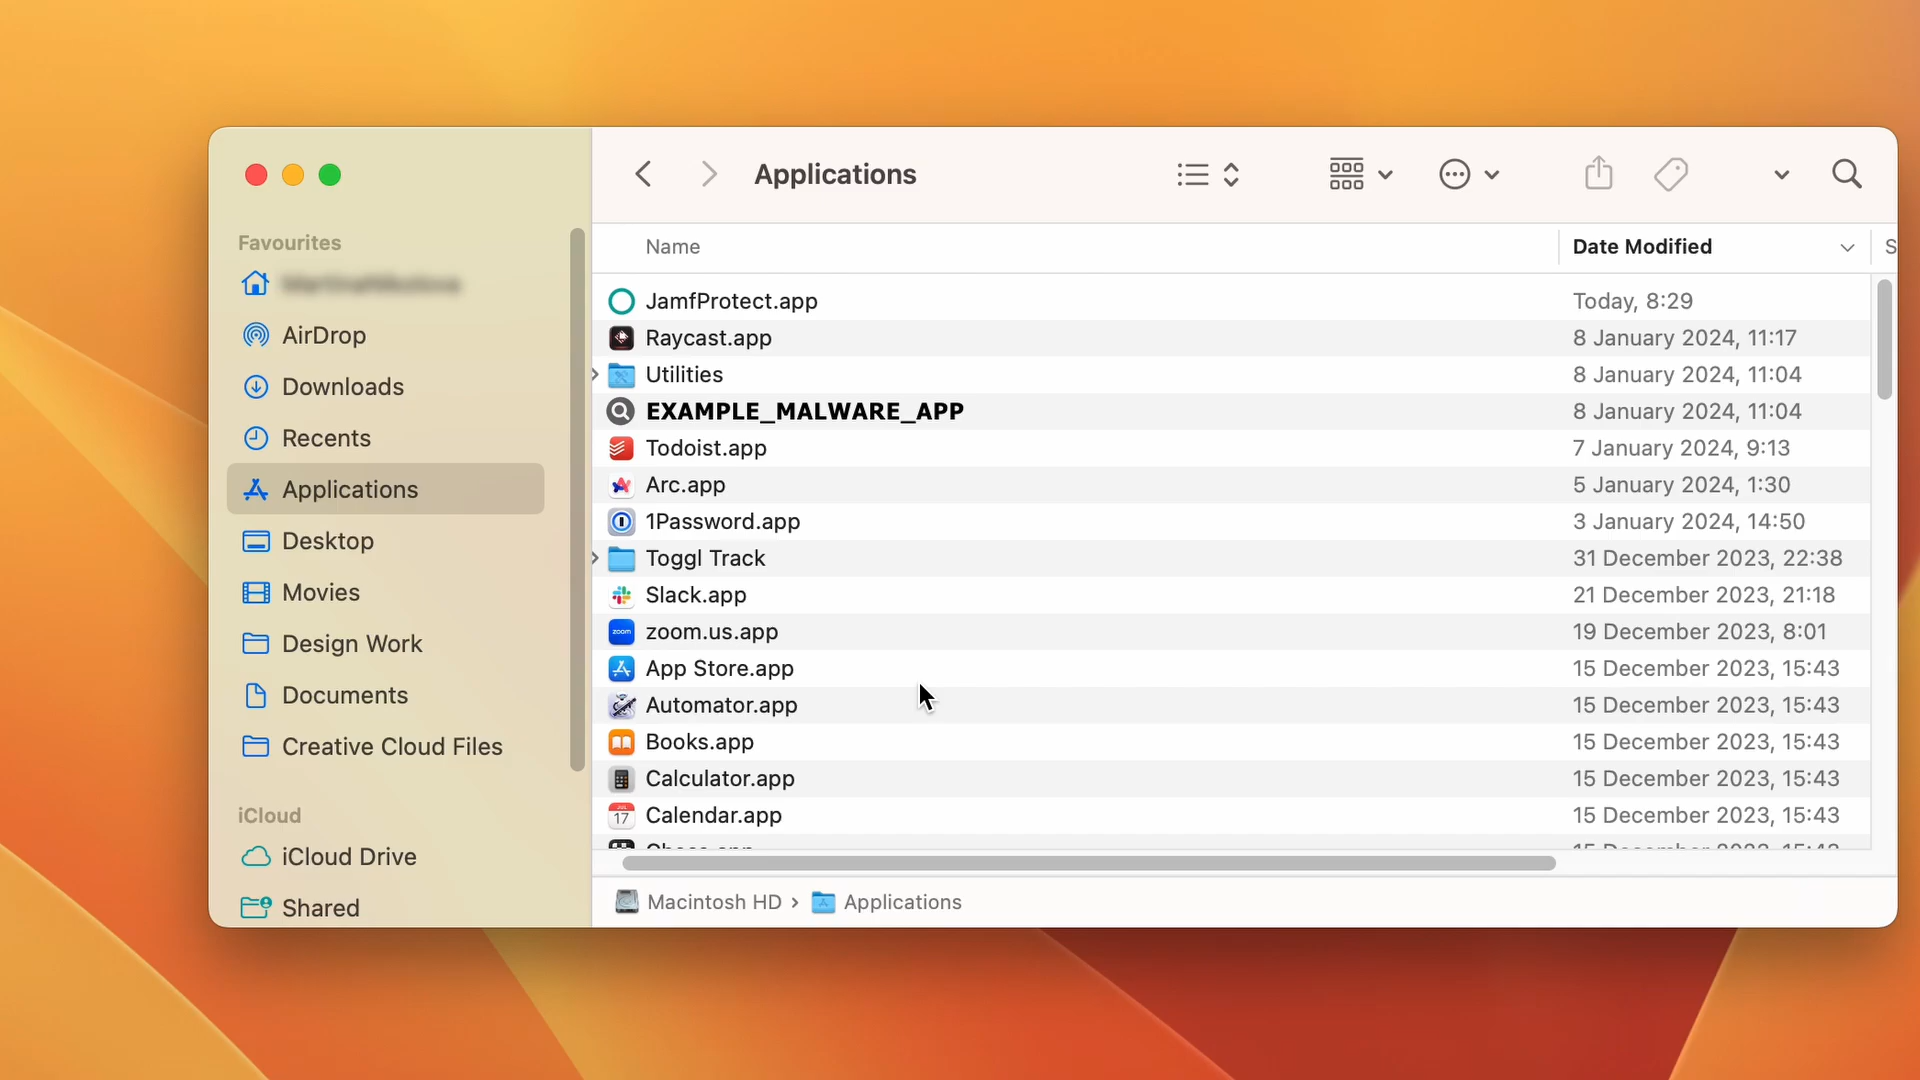 Applications
Favourites
AirDrop
Downloads
Recents
Applications
Desktop
Movies
Design Work
Documents
Creative Cloud Files
iCloud
iCloud Drive
Shared
Name Date Modified S
JamfProtect.app Today, 8:29
Raycast.app 8 January 2024, 11:17
Utilities 8 January 2024, 11:04
EXAMPLE_MALWARE_APP 8 January 2024, 11:04
Todoist.app 7 January 2024, 9:13
Arc.app 5 January 2024, 1:30
1Password.app 3 January 2024, 14:50
Toggl Track 31 December 2023, 22:38
Slack.app 21 December 2023, 21:18
zoom zoom.us.app 19 December 2023, 8:01
App Store.app 15 December 2023, 15:43
Automator.app 15 December 2023, 15:43
Books.app 15 December 2023, 15:43
Calculator.app 15 December 2023, 15:43
JUL 17 Calendar.app 15 December 2023, 15:43
Macintosh HD › Applications